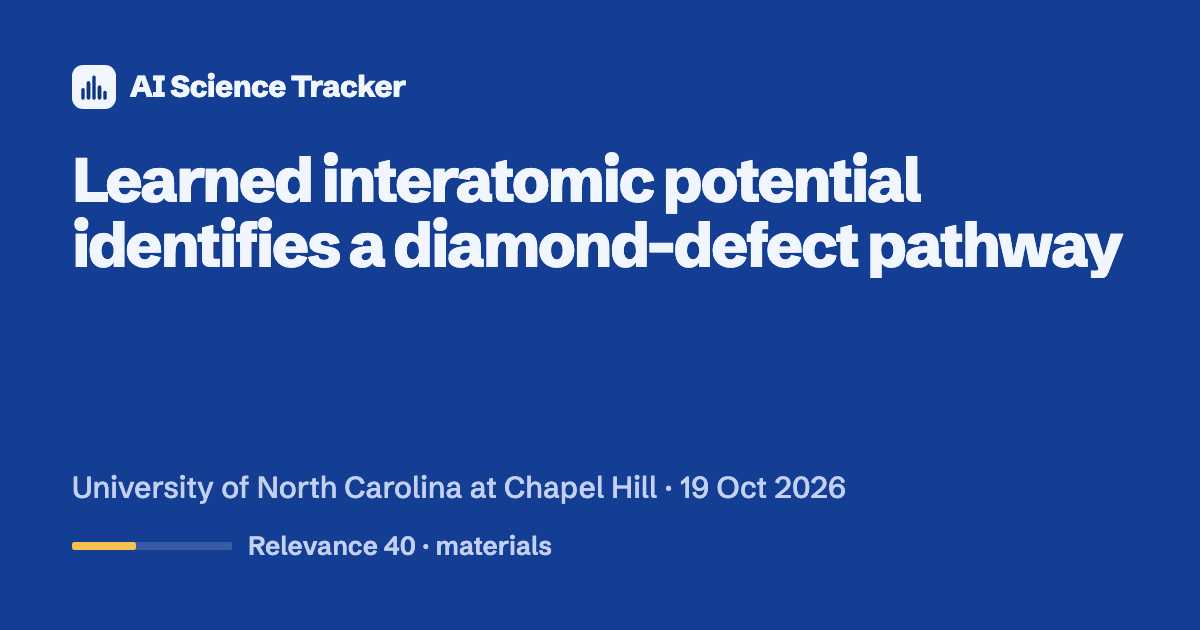 AI Science Tracker
Learned interatomic potential
identifies a diamond-defect pathway
University of North Carolina at Chapel Hill · 19 Oct 2026
Relevance 40 · materials